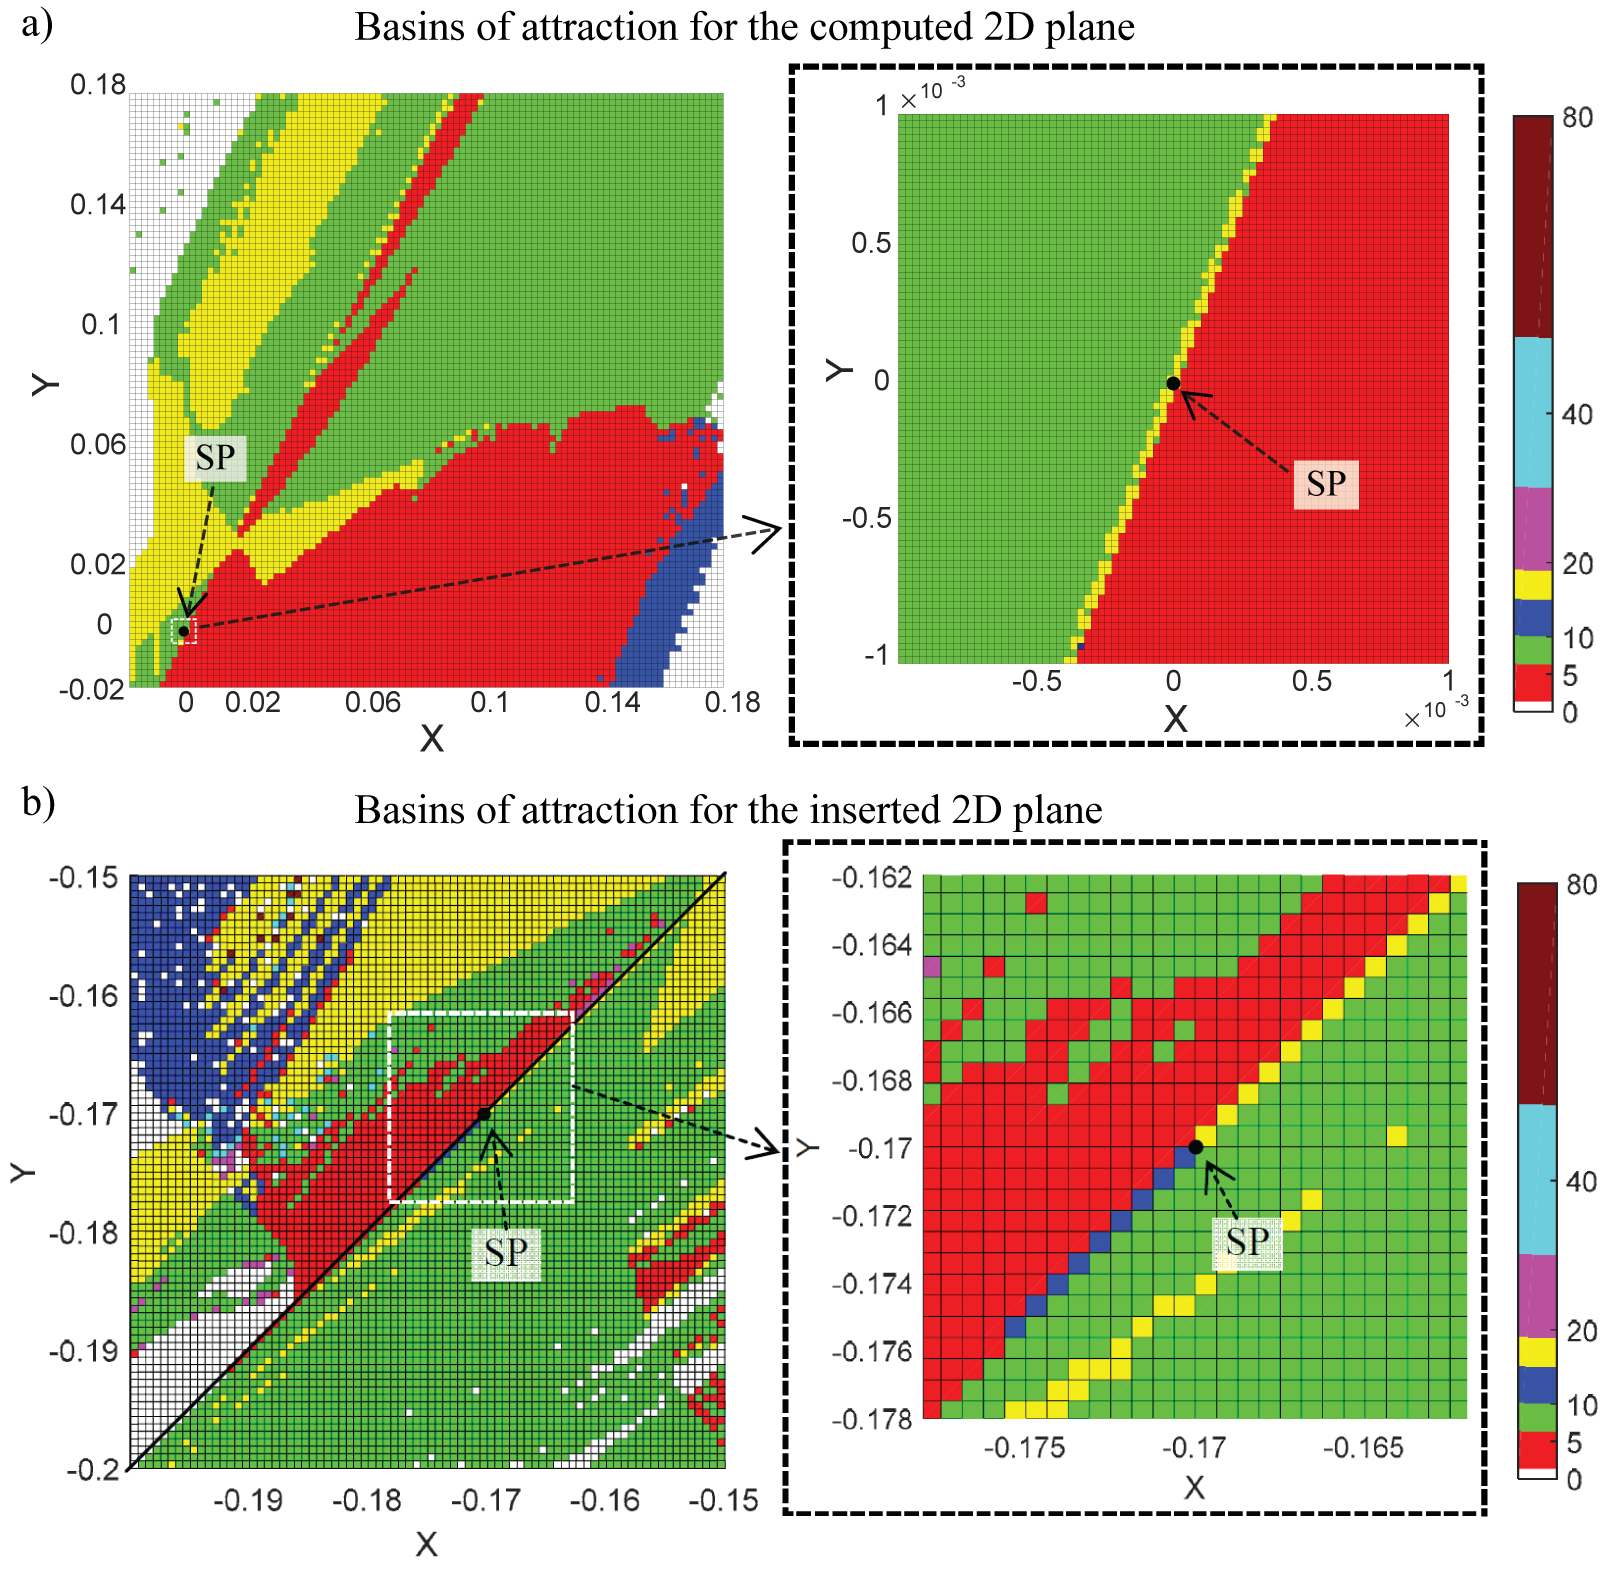 a)
Basins of attraction for the computed 2D plane
0.18
0.14
0.1
0.06
0.02
0
-0.02
Y
SP
0 0.02 0.06 0.1 0.14 0.18
X
1 ×10 -3
0.5
0
-0.5
-1
Y
SP
-0.5 0 0.5 1
×10 -3
X
80
40
20
10
5
0
b)
Basins of attraction for the inserted 2D plane
-0.15
-0.16
-0.17
-0.18
-0.19
-0.2
Y
SP
-0.19 -0.18 -0.17 -0.16 -0.15
X
-0.162
-0.164
-0.166
-0.168
-0.17
-0.172
-0.174
-0.176
-0.178
Y
SP
-0.175 -0.17 -0.165
X
80
40
20
10
5
0